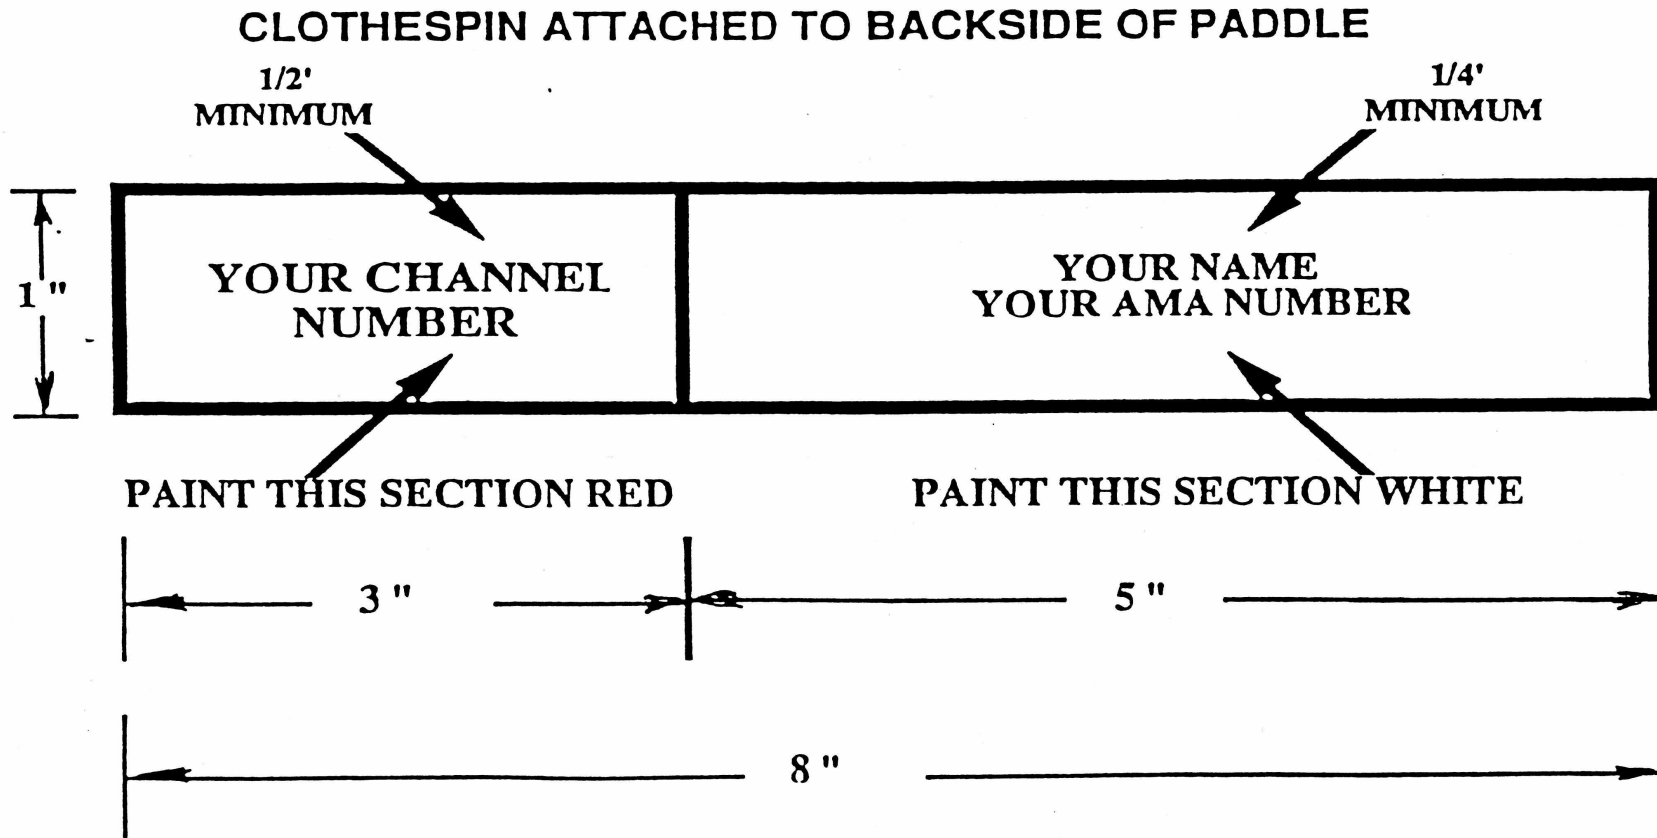 CLOTHESPIN ATTACHED TO BACKSIDE OF PADDLE
1/2'
MINIMUM
1/4'
MINIMUM
1 "
YOUR CHANNEL
NUMBER
YOUR NAME
YOUR AMA NUMBER
PAINT THIS SECTION RED
PAINT THIS SECTION WHITE
3 "
5 "
8 "